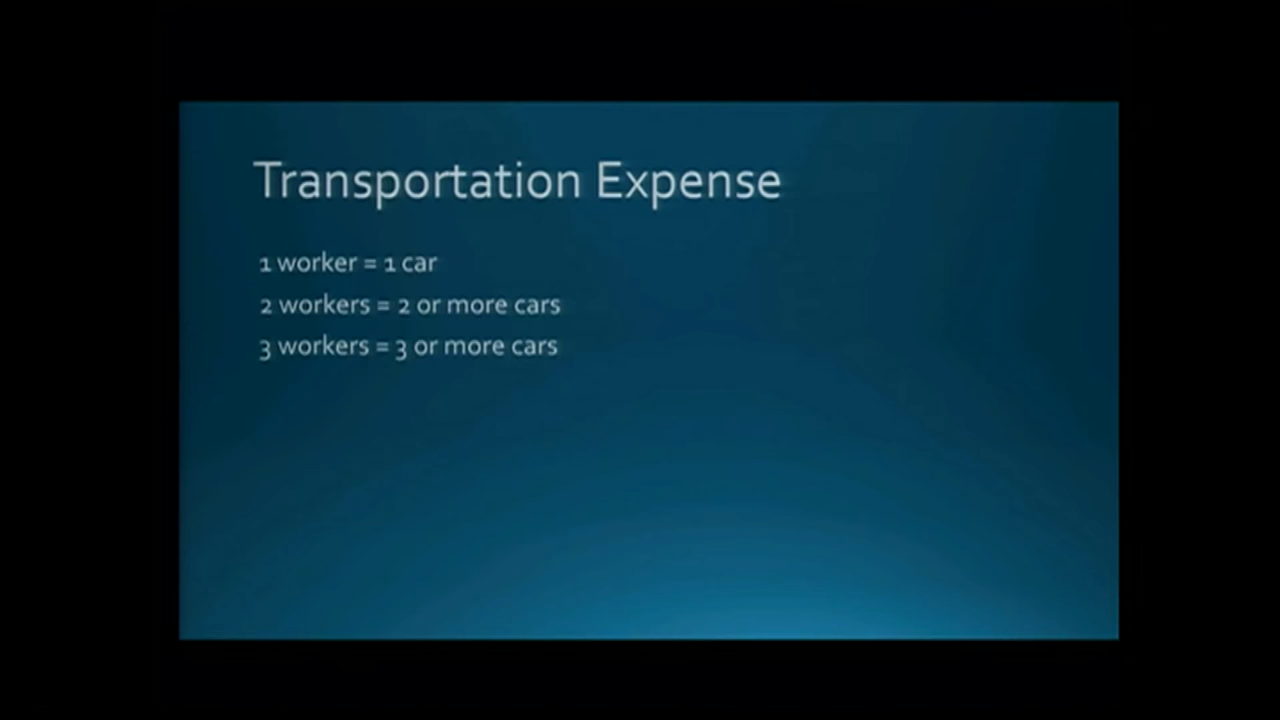 Transportation Expense
1 worker = 1 car
2 workers = 2 or more cars
3 workers = 3 or more cars